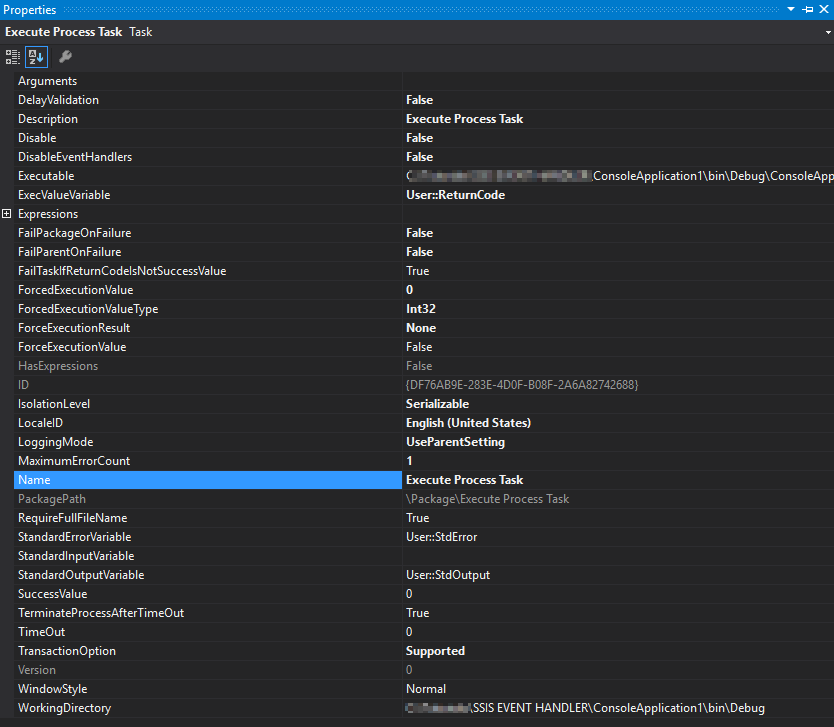 Properties
Execute Process Task Task
Arguments
DelayValidation False
Description Execute Process Task
Disable False
DisableEventHandlers False
Executable C ConsoleApplication1\bin\Debug\ConsoleApp
ExecValueVariable User::ReturnCode
Expressions
FailPackageOnFailure False
FailParentOnFailure False
FailTaskIfReturnCodeIsNotSuccessValue True
ForcedExecutionValue 0
ForcedExecutionValueType Int32
ForceExecutionResult None
ForceExecutionValue False
HasExpressions False
ID {DF76AB9E-283E-4D0F-B08F-2A6A82742688}
IsolationLevel Serializable
LocaleID English (United States)
LoggingMode UseParentSetting
MaximumErrorCount 1
Name Execute Process Task
PackagePath \Package\Execute Process Task
RequireFullFileName True
StandardErrorVariable User::StdError
StandardInputVariable
StandardOutputVariable User::StdOutput
SuccessValue 0
TerminateProcessAfterTimeOut True
TimeOut 0
TransactionOption Supported
Version 0
WindowStyle Normal
WorkingDirectory \SSIS EVENT HANDLER\ConsoleApplication1\bin\Debug